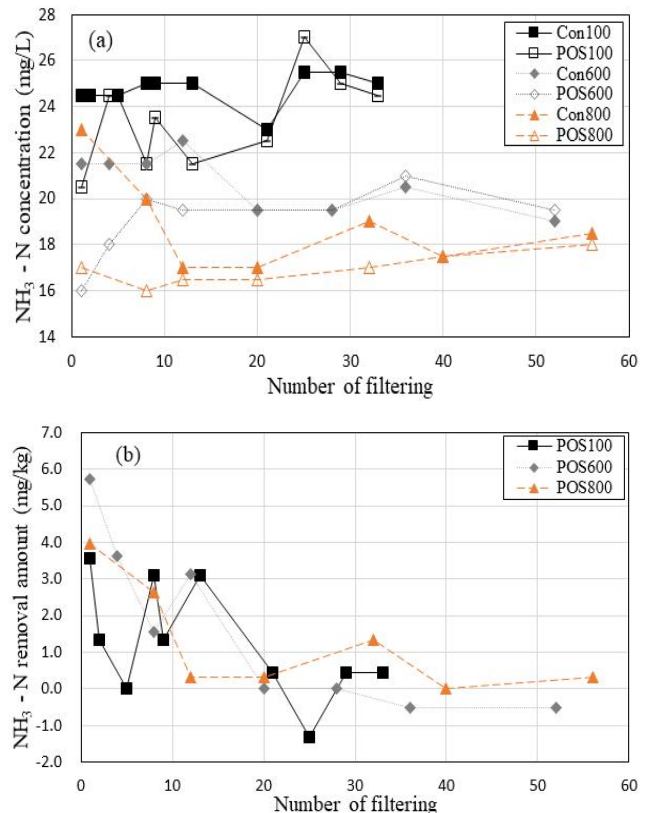 (a)
NH₃ - N concentration (mg/L)
28
26
24
22
20
18
16
14
0 10 20 30 40 50 60
Number of filtering
Con100
POS100
Con600
POS600
Con800
POS800
(b)
NH₃ - N removal amount (mg/kg)
7.0
6.0
5.0
4.0
3.0
2.0
1.0
0.0
-1.0
-2.0
0 10 20 30 40 50 60
Number of filtering
POS100
POS600
POS800